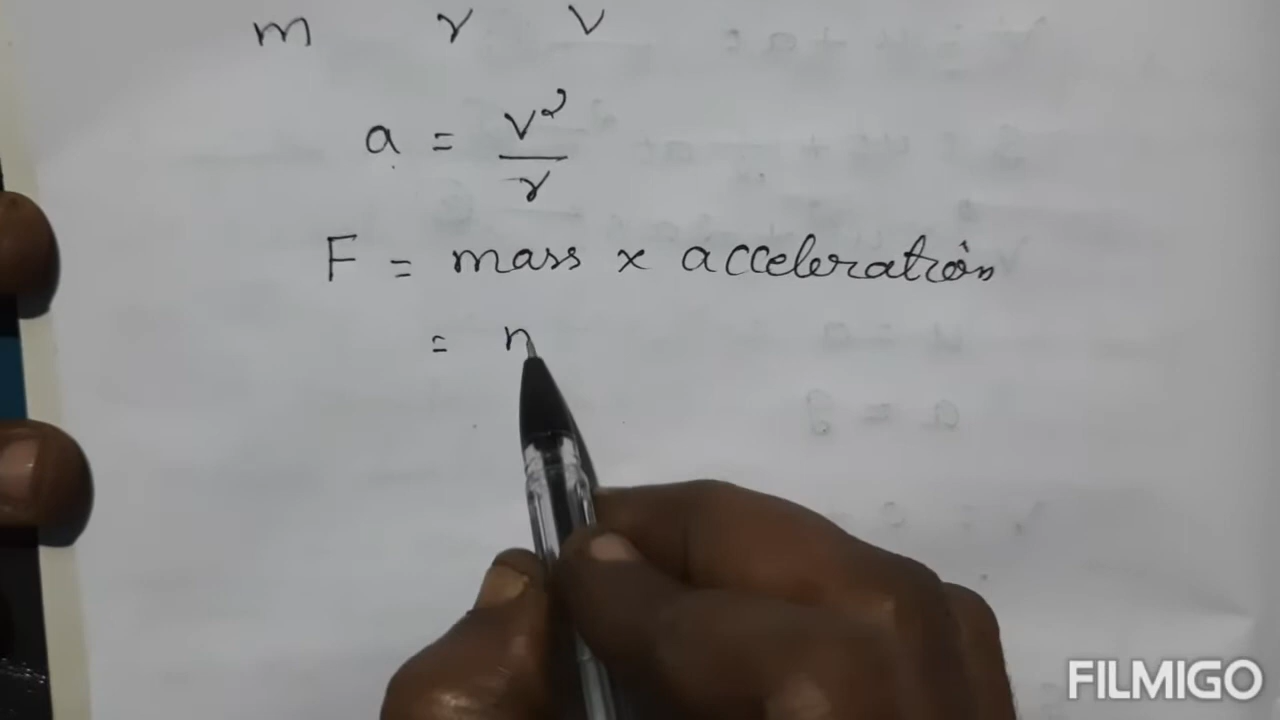 m r v
a = v²/r
F = mass x acceleration
= n
FILMIGO